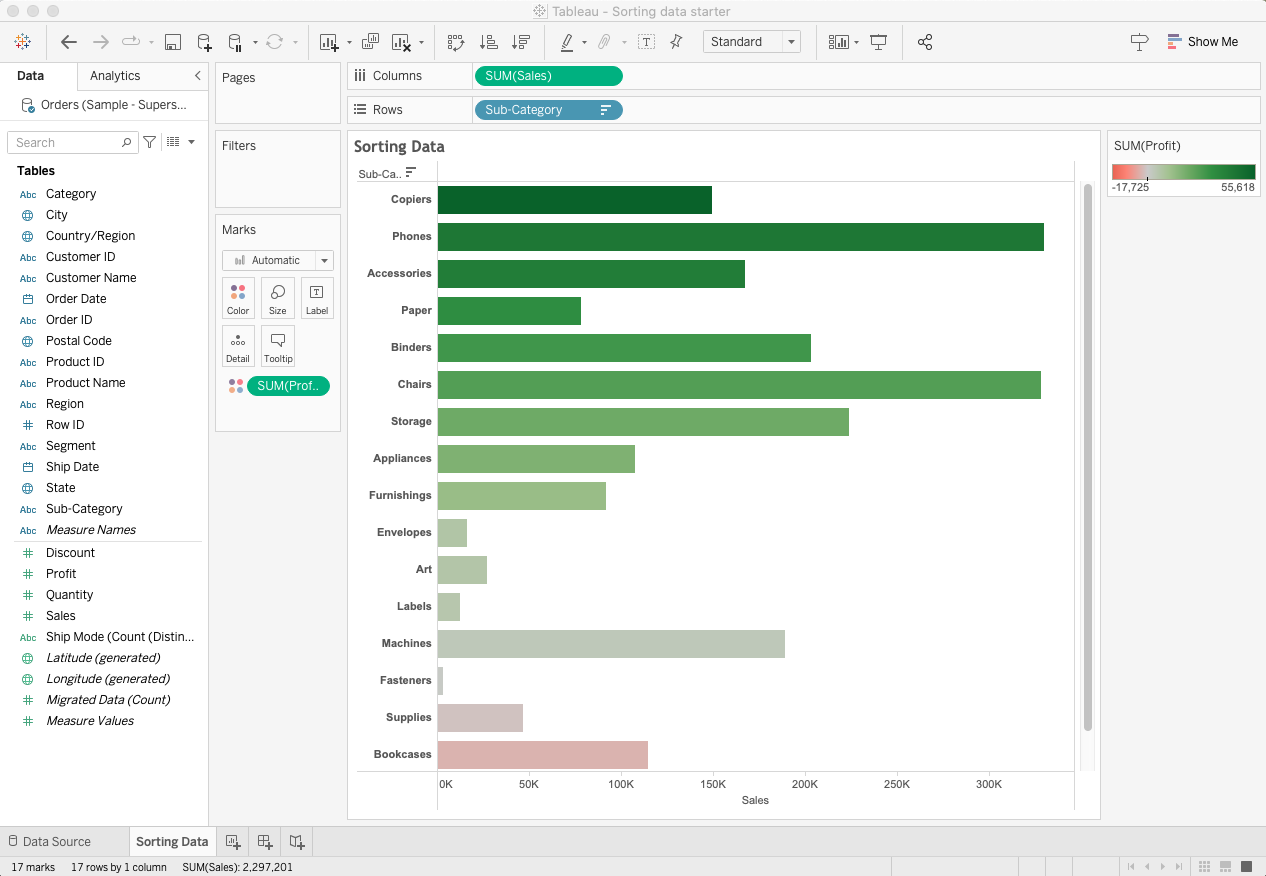 Tableau - Sorting data starter
Standard
Show Me
Data
Analytics
Orders (Sample - Supers...
Search
Tables
Abc Category
City
Country/Region
Abc Customer ID
Abc Customer Name
Order Date
Abc Order ID
Postal Code
Abc Product ID
Abc Product Name
Abc Region
Row ID
Abc Segment
Ship Date
State
Abc Sub-Category
Abc Measure Names
Discount
Profit
Quantity
Sales
Abc Ship Mode (Count (Distin...
Latitude (generated)
Longitude (generated)
Migrated Data (Count)
Measure Values
Pages
Filters
Marks
Automatic
Color
Size
T
Label
Detail
Tooltip
SUM(Prof..
Columns
SUM(Sales)
Rows
Sub-Category
Sorting Data
Sub-Ca..
Copiers
Phones
Accessories
Paper
Binders
Chairs
Storage
Appliances
Furnishings
Envelopes
Art
Labels
Machines
Fasteners
Supplies
Bookcases
0K 50K 100K 150K 200K 250K 300K
Sales
SUM(Profit)
-17,725 55,618
Data Source
Sorting Data
17 marks 17 rows by 1 column SUM(Sales): 2,297,201